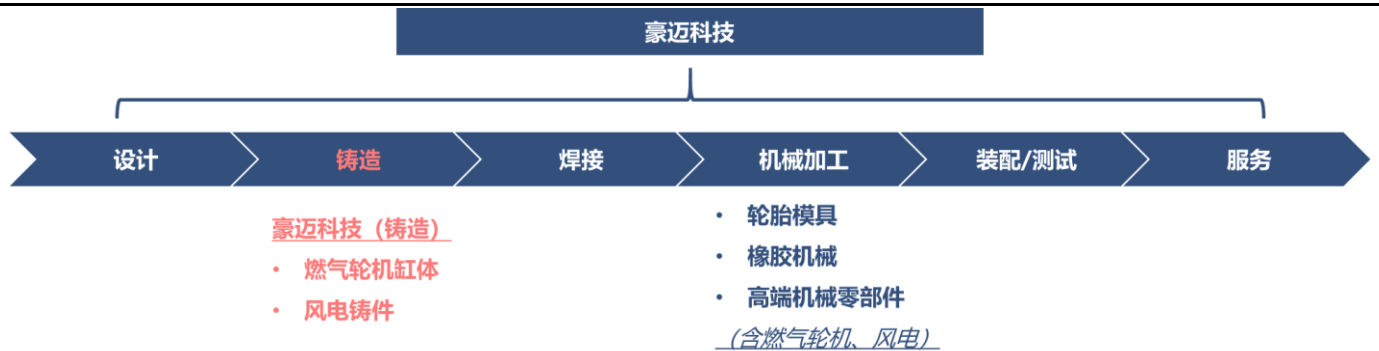 豪迈科技
设计
铸造
焊接
机械加工
装配/测试
服务
豪迈科技（铸造）
• 燃气轮机缸体
• 风电铸件
• 轮胎模具
• 橡胶机械
• 高端机械零部件
（含燃气轮机、风电）